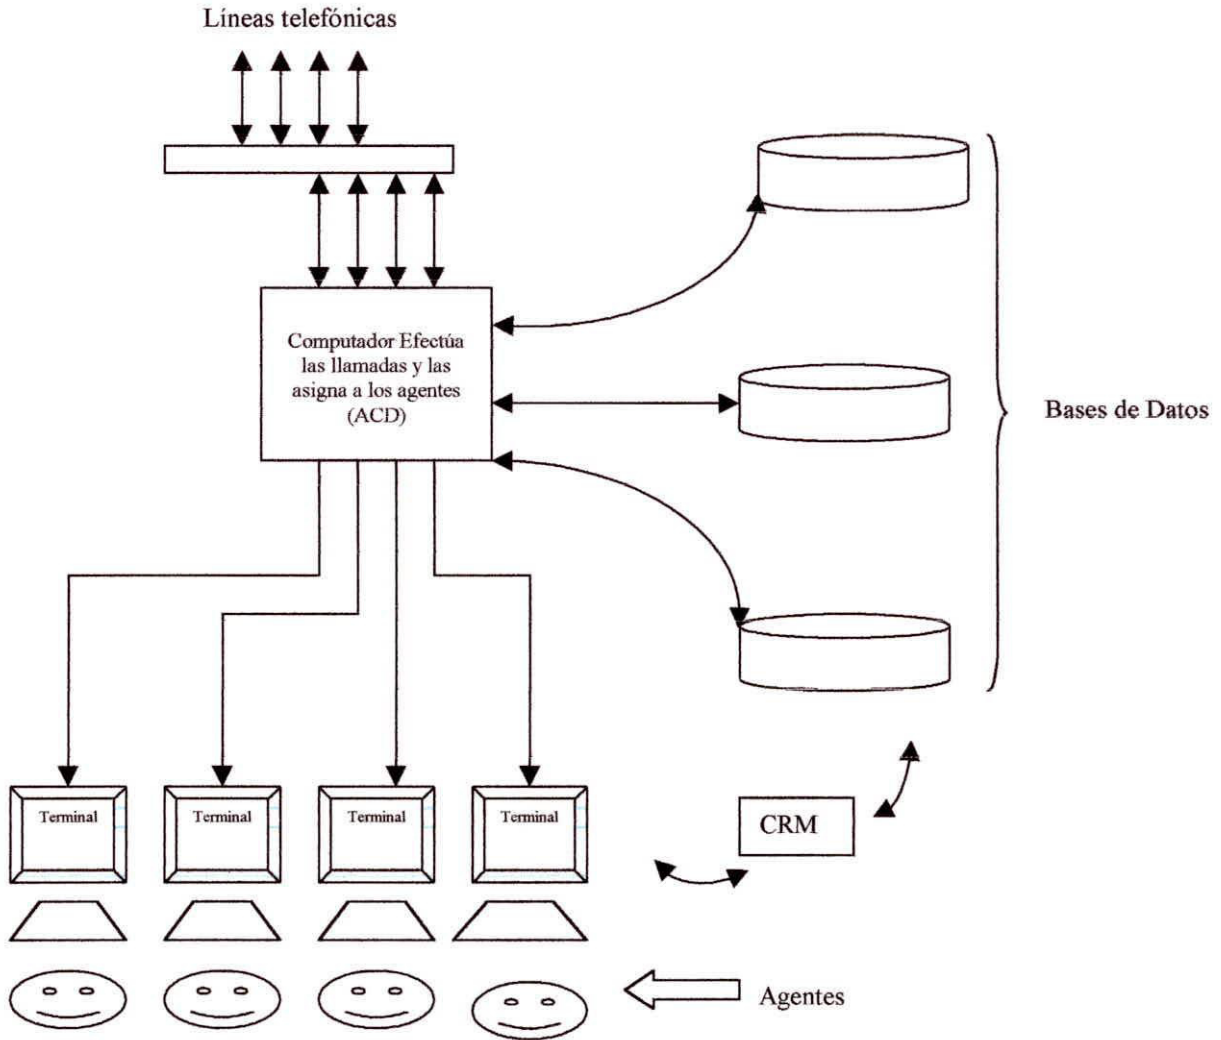 Líneas telefónicas
Computador Efectúa
las llamadas y las
asigna a los agentes
(ACD)
Bases de Datos
Terminal
Terminal
Terminal
Terminal
CRM
Agentes